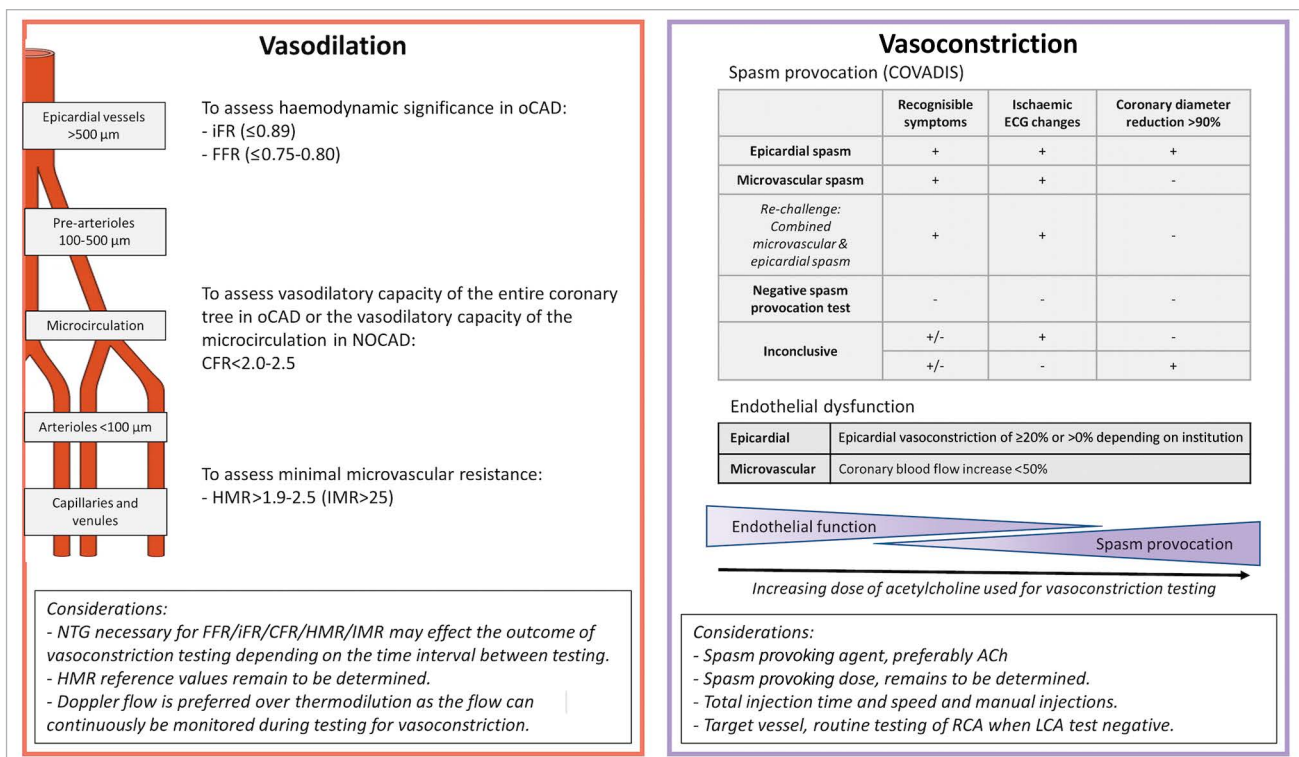 Vasodilation
Epicardial vessels
>500 µm
Pre-arterioles
100-500 µm
Microcirculation
Arterioles <100 µm
Capillaries and
venules
To assess haemodynamic significance in oCAD:
- iFR (≤0.89)
- FFR (≤0.75-0.80)
To assess vasodilatory capacity of the entire coronary
tree in oCAD or the vasodilatory capacity of the
microcirculation in NOCAD:
CFR<2.0-2.5
To assess minimal microvascular resistance:
- HMR>1.9-2.5 (IMR>25)
Considerations:
- NTG necessary for FFR/iFR/CFR/HMR/IMR may effect the outcome of
vasoconstriction testing depending on the time interval between testing.
- HMR reference values remain to be determined.
- Doppler flow is preferred over thermodilution as the flow can
continuously be monitored during testing for vasoconstriction.
Vasoconstriction
Spasm provocation (COVADIS)
Recognisible
symptoms
Ischaemic
ECG changes
Coronary diameter
reduction >90%
Epicardial spasm + + +
Microvascular spasm + + -
Re-challenge:
Combined
microvascular &
epicardial spasm
+ + -
Negative spasm
provocation test
- - -
Inconclusive
+/- + -
+/- - +
Endothelial dysfunction
Epicardial Epicardial vasoconstriction of ≥20% or >0% depending on institution
Microvascular Coronary blood flow increase <50%
Endothelial function
Spasm provocation
Increasing dose of acetylcholine used for vasoconstriction testing
Considerations:
- Spasm provoking agent, preferably ACh
- Spasm provoking dose, remains to be determined.
- Total injection time and speed and manual injections.
- Target vessel, routine testing of RCA when LCA test negative.